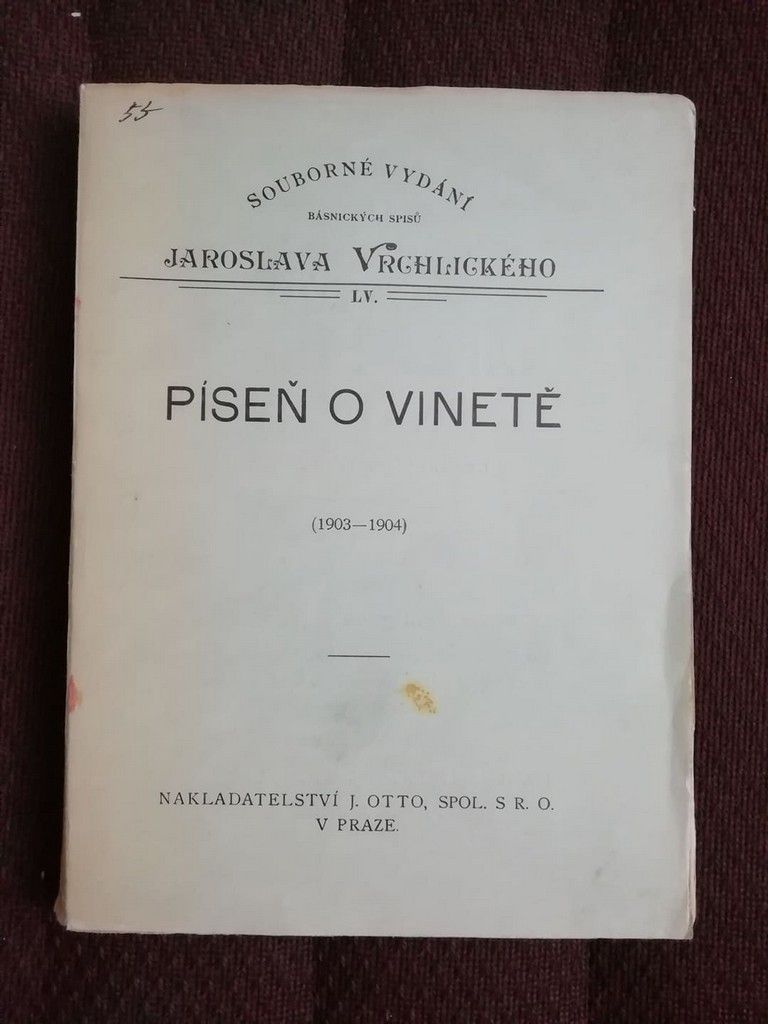 55
SOUBORNÉ VYDÁNÍ
BÁSNICKÝCH SPISŮ
JAROSLAVA VRCHLICKÉHO
LV.
PÍSEŇ O VINETĚ
(1903—1904)
NAKLADATELSTVÍ J. OTTO, SPOL. S R. O.
V PRAZE.